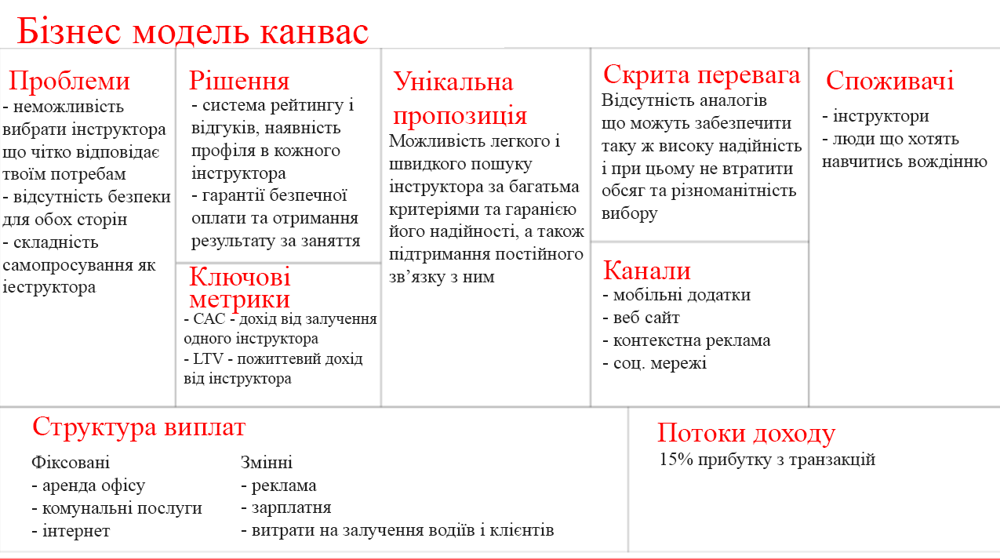 Бізнес модель канвас
Проблеми
- неможливість
вибрати інструктора
що чітко відповідає
твоїм потребам
- відсутність безпеки
для обох сторін
- складність
самопросування як
іеструктора
Рішення
- система рейтингу і
відгуків, наявність
профіля в кожного
інструктора
- гарантії безпечної
оплати та отримання
результату за заняття
Ключові
метрики
- CAC - дохід від залучення
одного інструктора
- LTV - пожиттевий дохід
від інструктора
Унікальна
пропозиція
Можливість легкого і
швидкого пошуку
інструктора за багатьма
критеріями та гаранією
його надійності, а також
підтримання постійного
зв’язку з ним
Скрита перевага
Відсутність аналогів
що можуть забезпечити
таку ж високу надійність
і при цьому не втратити
обсяг та різноманітність
вибору
Канали
- мобільні додатки
- веб сайт
- контекстна реклама
- соц. мережі
Споживачі
- інструктори
- люди що хотять
навчитись вождінню
Структура виплат
Фіксовані
- аренда офісу
- комунальні послуги
- інтернет
Змінні
- реклама
- зарплатня
- витрати на залучення водіїв і клієнтів
Потоки доходу
15% прибутку з транзакцій